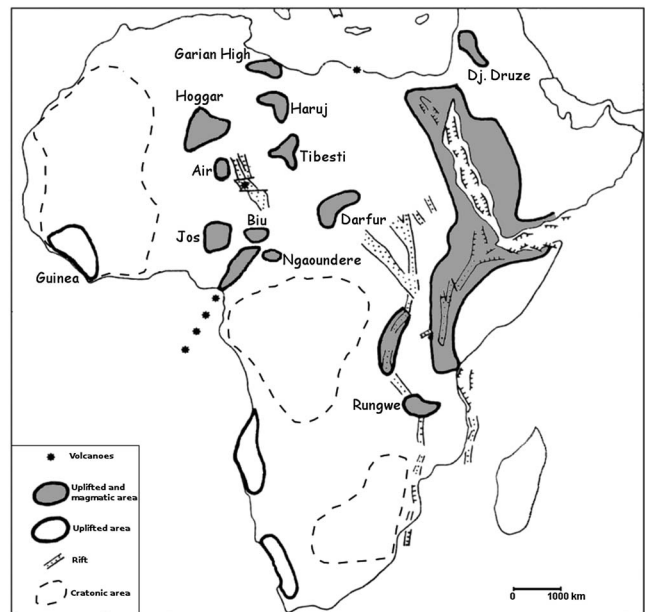 Garian High
Dj. Druze
Hoggar
Haruj
Tibesti
Air
Darfur
Biu
Jos
Ngaoundere
Guinea
Rungwe
Volcanoes
Uplifted and
magmatic area
Uplifted area
Rift
Cratonic area
0 1000 km